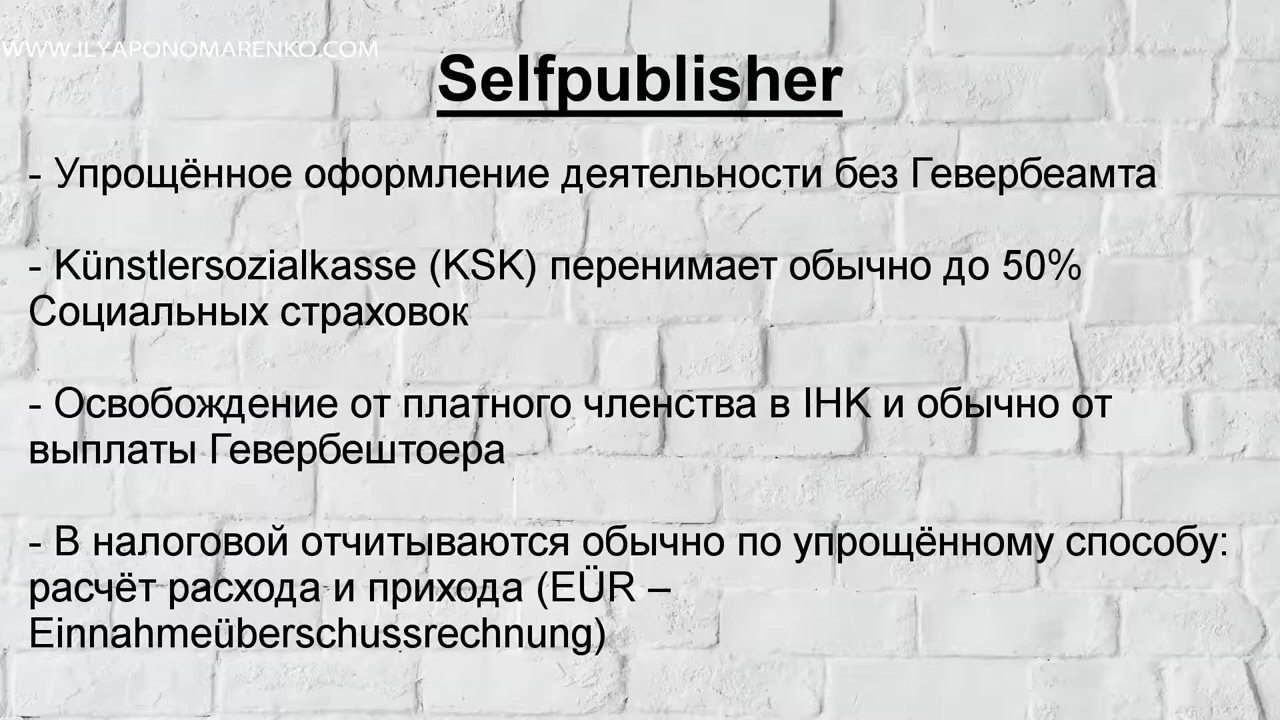 WWW.ILYAPONOMARENKO.COM
Selfpublisher
- Упрощённое оформление деятельности без Гевербеамта
- Künstlersozialkasse (KSK) перенимает обычно до 50%
Социальных страховок
- Освобождение от платного членства в IHK и обычно от
выплаты Гевербештоера
- В налоговой отчитываются обычно по упрощённому способу:
расчёт расхода и прихода (EÜR –
Einnahmeüberschussrechnung)